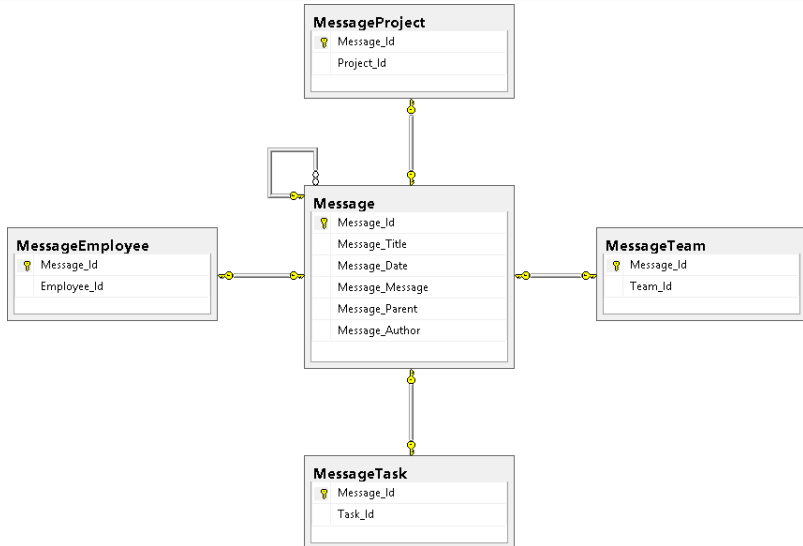 MessageProject
Message_Id
Project_Id
Message
Message_Id
Message_Title
Message_Date
Message_Message
Message_Parent
Message_Author
MessageEmployee
Message_Id
Employee_Id
MessageTeam
Message_Id
Team_Id
MessageTask
Message_Id
Task_Id